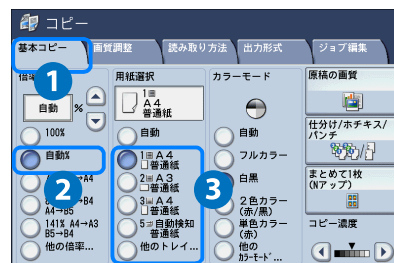 コピー
基本コピー
画質調整
読み取り方法
出力形式
ジョブ編集
1
用紙選択
カラーモード
原稿の画質
自動
%
1
A4
普通紙
100%
自動
自動
仕分け/ホチキス/
パンチ
自動%
1 A4
普通紙
フルカラー
2
→A4
2 A3
普通紙
3
白黒
まとめて1枚
(Nアップ)
→B4
A4→B5
3 A4
普通紙
2色カラー
(赤/黒)
141% A4→A3
B5→B4
5 自動検知
普通紙
単色カラー
(赤)
コピー濃度
他の倍率...
他のトレイ...
他の
カラーモード...